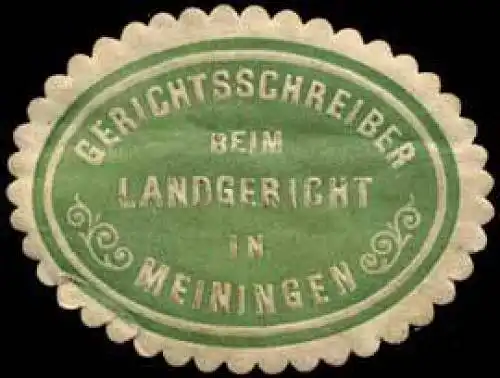 GERICHTSSCHREIBER
BEIM
LANDGERICHT
IN
MEININGEN